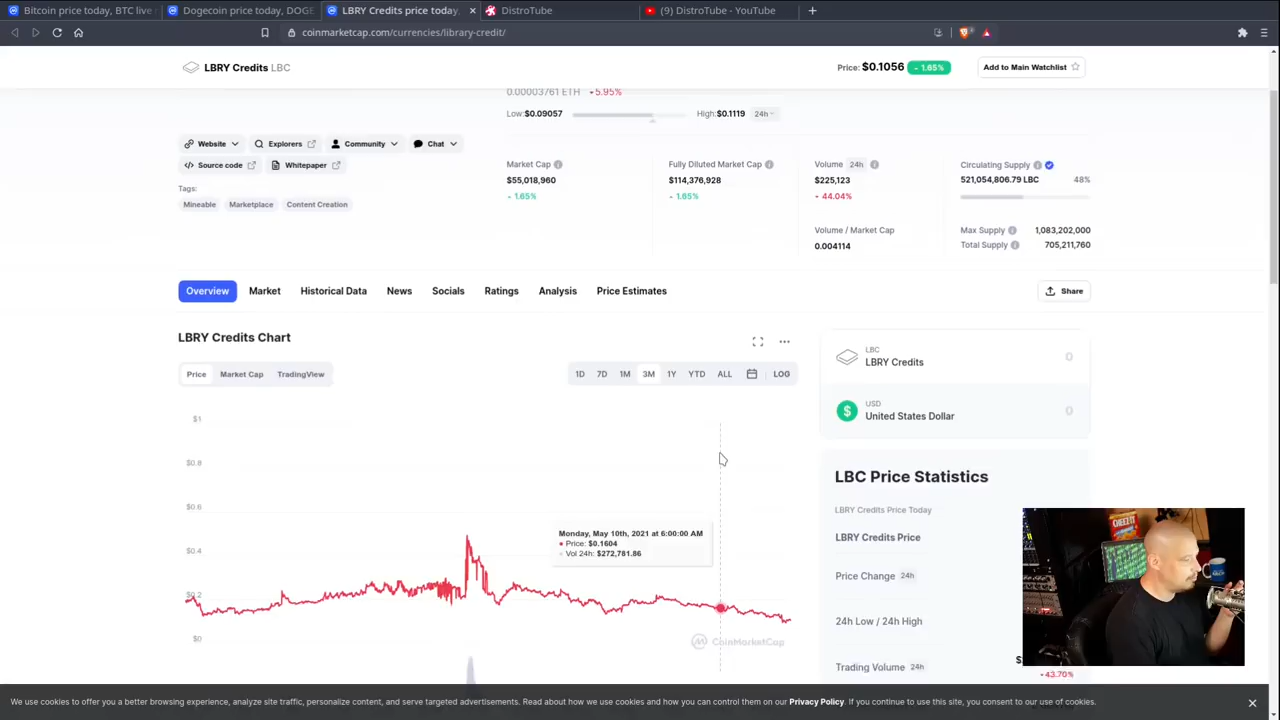 Bitcoin price today, BTC live
Dogecoin price today, DOGE
LBRY Credits price today,
DistroTube
(9) DistroTube - YouTube
coinmarketcap.com/currencies/library-credit/
LBRY Credits LBC
Price: $0.1056 1.65%
Add to Main Watchlist
0.00003761 ETH 5.95%
Low: $0.09057
High: $0.1119
24h
Website
Explorers
Community
Chat
Source code
Whitepaper
Tags:
Mineable
Marketplace
Content Creation
Market Cap
$55,018,960
1.65%
Fully Diluted Market Cap
$114,376,928
1.65%
Volume 24h
$225,123
44.04%
Volume / Market Cap
0.004114
Circulating Supply
521,054,806.79 LBC 48%
Max Supply 1,083,202,000
Total Supply 705,211,760
Overview
Market
Historical Data
News
Socials
Ratings
Analysis
Price Estimates
Share
LBRY Credits Chart
Price
Market Cap
TradingView
1D
7D
1M
3M
1Y
YTD
ALL
LOG
$1
$0.8
$0.6
$0.4
$0.2
$0
Monday, May 10th, 2021 at 6:00:00 AM
Price: $0.1604
Vol 24h: $272,781.86
CoinMarketCap
LBC
LBRY Credits
0
USD
United States Dollar
0
LBC Price Statistics
LBRY Credits Price Today
LBRY Credits Price
Price Change 24h
24h Low / 24h High
Trading Volume 24h
$
43.70%
CHEEZ-IT
We use cookies to offer you a better browsing experience, analyze site traffic, personalize content, and serve targeted advertisements. Read about how we use cookies and how you can control them on our Privacy Policy. If you continue to use this site, you consent to our use of cookies.